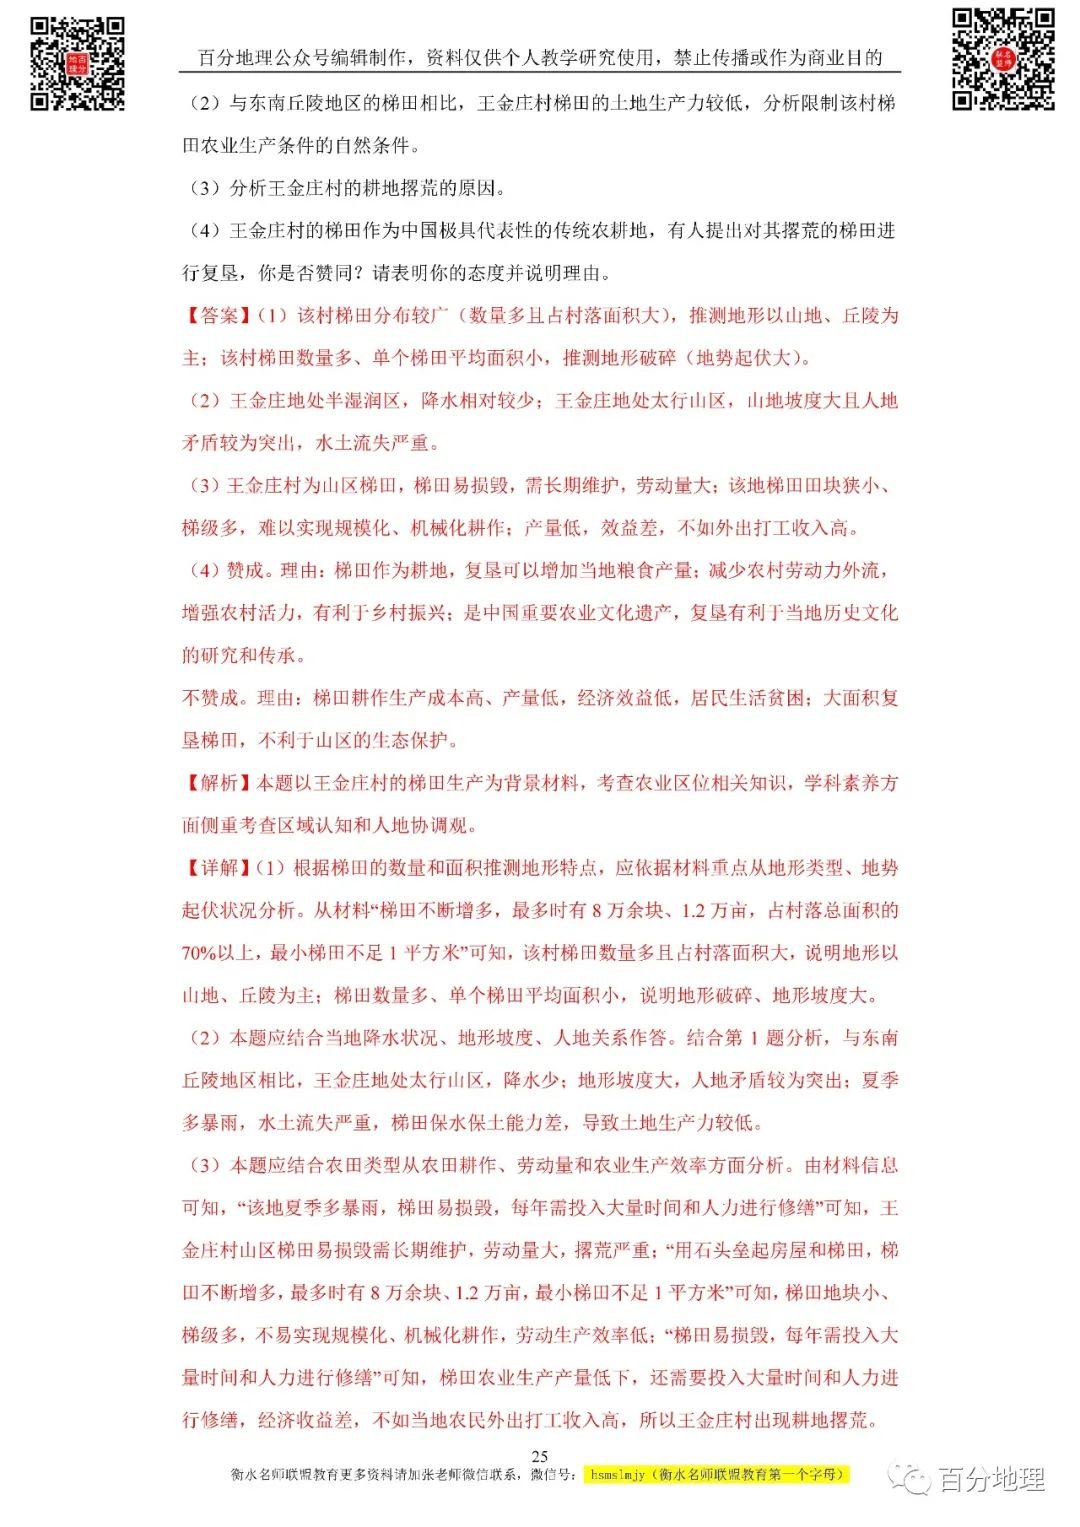 百分地理公众号编辑制作，资料仅供个人教学研究使用，禁止传播或作为商业目的
（2）与东南丘陵地区的梯田相比，王金庄村梯田的土地生产力较低，分析限制该村梯
田农业生产条件的自然条件。
（3）分析王金庄村的耕地撂荒的原因。
（4）王金庄村的梯田作为中国极具代表性的传统农耕地，有人提出对其撂荒的梯田进
行复垦，你是否赞同？请表明你的态度并说明理由。
【答案】（1）该村梯田分布较广（数量多且占村落面积大），推测地形以山地、丘陵为
主；该村梯田数量多、单个梯田平均面积小，推测地形破碎（地势起伏大）。
（2）王金庄地处半湿润区，降水相对较少；王金庄地处太行山区，山地坡度大且人地
矛盾较为突出，水土流失严重。
（3）王金庄村为山区梯田，梯田易损毁，需长期维护，劳动量大；该地梯田田块狭小、
梯级多，难以实现规模化、机械化耕作；产量低，效益差，不如外出打工收入高。
（4）赞成。理由：梯田作为耕地，复垦可以增加当地粮食产量；减少农村劳动力外流，
增强农村活力，有利于乡村振兴；是中国重要农业文化遗产，复垦有利于当地历史文化
的研究和传承。
不赞成。理由：梯田耕作生产成本高、产量低，经济效益低，居民生活贫困；大面积复
垦梯田，不利于山区的生态保护。
【解析】本题以王金庄村的梯田生产为背景材料，考查农业区位相关知识，学科素养方
面侧重考查区域认知和人地协调观。
【详解】（1）根据梯田的数量和面积推测地形特点，应依据材料重点从地形类型、地势
起伏状况分析。从材料“梯田不断增多，最多时有 8 万余块、1.2 万亩，占村落总面积的
70%以上，最小梯田不足 1 平方米”可知，该村梯田数量多且占村落面积大，说明地形以
山地、丘陵为主；梯田数量多、单个梯田平均面积小，说明地形破碎、地形坡度大。
（2）本题应结合当地降水状况、地形坡度、人地关系作答。结合第 1 题分析，与东南
丘陵地区相比，王金庄地处太行山区，降水少；地形坡度大，人地矛盾较为突出；夏季
多暴雨，水土流失严重，梯田保水保土能力差，导致土地生产力较低。
（3）本题应结合农田类型从农田耕作、劳动量和农业生产效率方面分析。由材料信息
可知，“该地夏季多暴雨，梯田易损毁，每年需投入大量时间和人力进行修缮”可知，王
金庄村山区梯田易损毁需长期维护，劳动量大，撂荒严重；“用石头垒起房屋和梯田，梯
田不断增多，最多时有 8 万余块、1.2 万亩，最小梯田不足 1 平方米”可知，梯田地块小、
梯级多，不易实现规模化、机械化耕作，劳动生产效率低；“梯田易损毁，每年需投入大
量时间和人力进行修缮”可知，梯田农业生产产量低下，还需要投入大量时间和人力进
行修缮，经济收益差，不如当地农民外出打工收入高，所以王金庄村出现耕地撂荒。
25
衡水名师联盟教育更多资料请加张老师微信联系，微信号： hsmslmjy（衡水名师联盟教育第一个字母）
百分地理